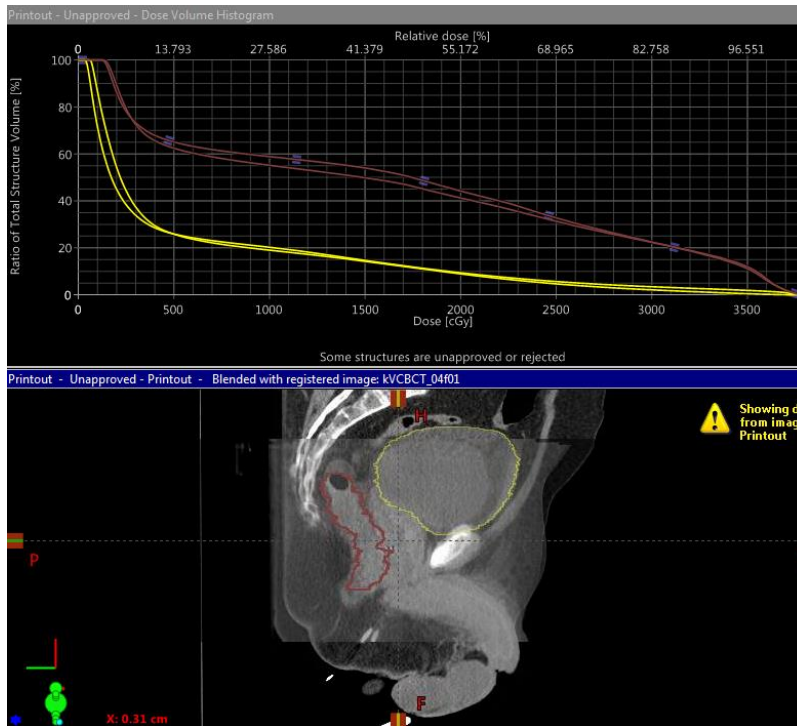 Printout - Unapproved - Dose Volume Histogram
Relative dose [%]
0 13.793 27.586 41.379 55.172 68.965 82.758 96.551
Ratio of Total Structure Volume [%]
100
80
60
40
20
0
0 500 1000 1500 2000 2500 3000 3500
Dose [cGy]
Some structures are unapproved or rejected
Printout - Unapproved - Printout - Blended with registered image: kVCBCT_04f01
H
Showing d
from imag
Printout
P
F
X: 0.31 cm